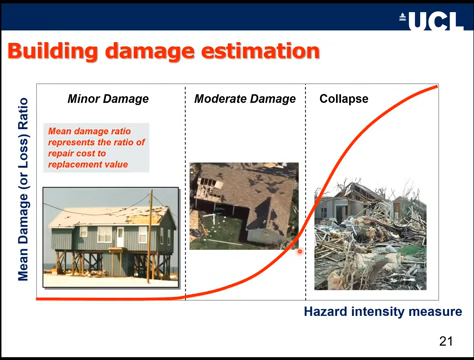 UCL
Building damage estimation
Mean Damage (or Loss) Ratio
Minor Damage
Moderate Damage
Collapse
Mean damage ratio
represents the ratio of
repair cost to
replacement value
Hazard intensity measure
21